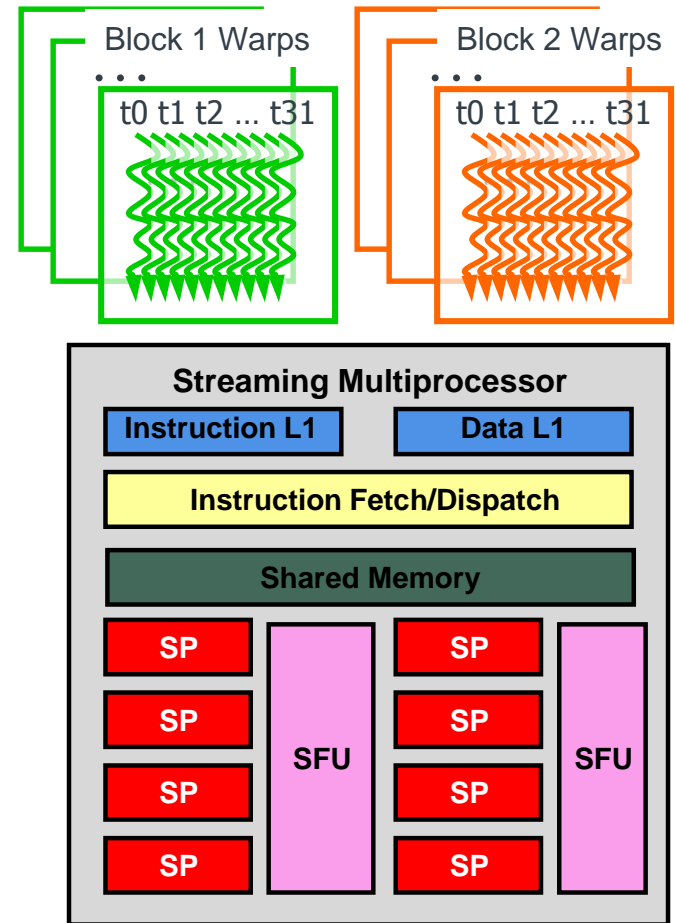 Block 1 Warps
Block 2 Warps
. . .
. . .
t0 t1 t2 ... t31
t0 t1 t2 ... t31
Streaming Multiprocessor
Instruction L1
Data L1
Instruction Fetch/Dispatch
Shared Memory
SP
SP
SP
SP
SFU
SFU
SP
SP
SP
SP